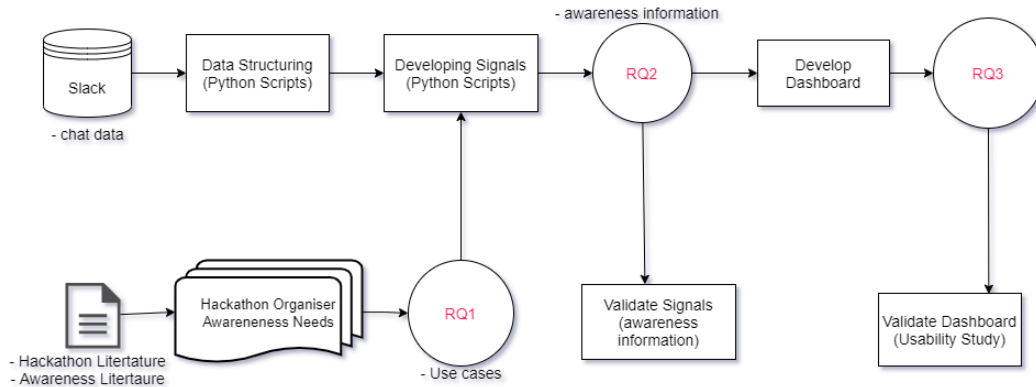 - awareness information
Slack
- chat data
Data Structuring
(Python Scripts)
Developing Signals
(Python Scripts)
RQ2
Develop
Dashboard
RQ3
Hackathon Organiser
Awareneness Needs
RQ1
- Use cases
- Hackathon Litertature
- Awareness Litertaure
Validate Signals
(awareness
information)
Validate Dashboard
(Usability Study)